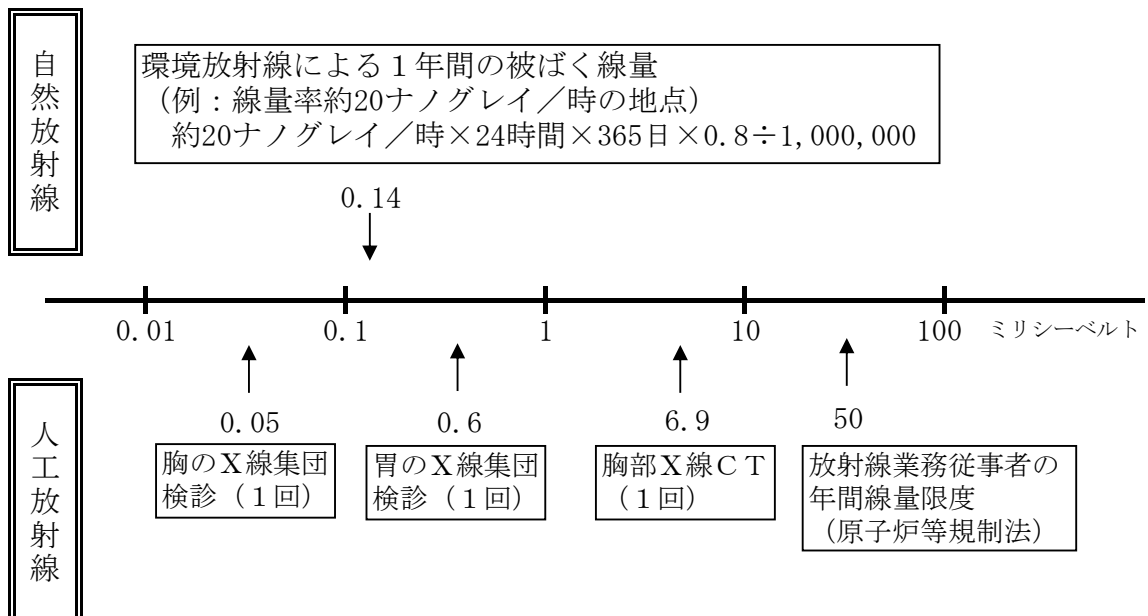 自然放射線
環境放射線による１年間の被ばく線量
（例：線量率約20ナノグレイ／時の地点）
約20ナノグレイ／時×24時間×365日×0.8÷1,000,000
0.14
0.01
0.1
1
10
100
ミリシーベルト
0.05
0.6
6.9
50
人工放射線
胸のＸ線集団
検診（１回）
胃のＸ線集団
検診（１回）
胸部Ｘ線ＣＴ
（１回）
放射線業務従事者の
年間線量限度
（原子炉等規制法）